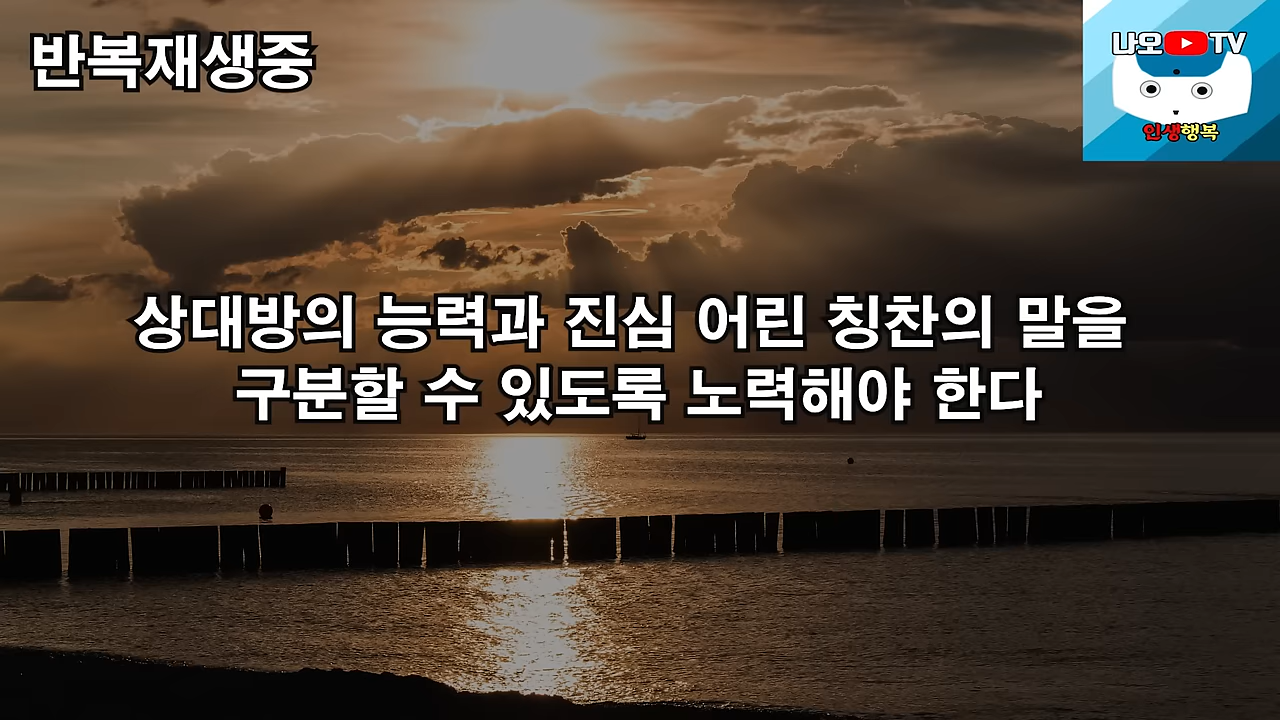 반복재생중
나오 TV
인생행복
상대방의 능력과 진심 어린 칭찬의 말을
구분할 수 있도록 노력해야 한다